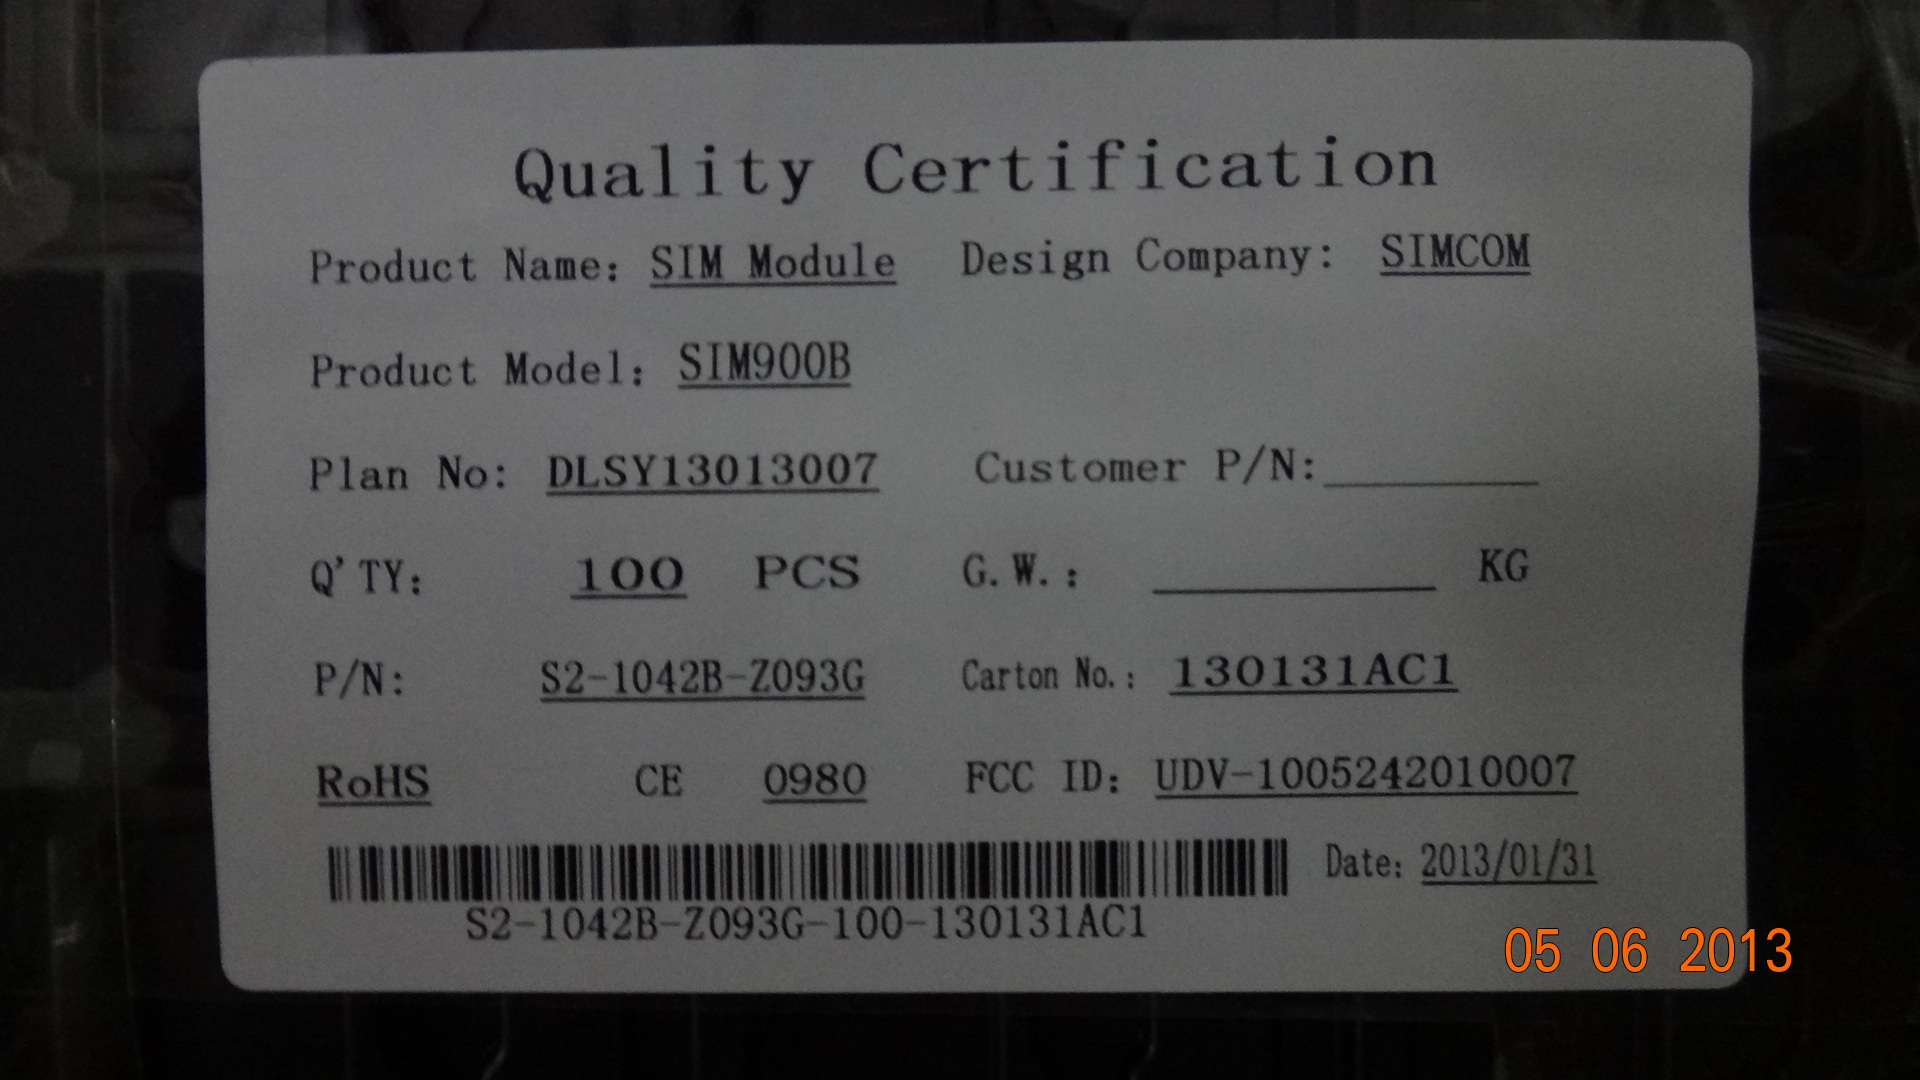 Quality Certification
Product Name: SIM Module Design Company: SIMCOM
Product Model: SIM900B
Plan No: DLSY13013007 Customer P/N:
Q'TY: 100 PCS G.W.: KG
P/N: S2-1042B-Z093G Carton No.: 130131AC1
RoHS CE 0980 FCC ID: UDV-1005242010007
Date: 2013/01/31
S2-1042B-Z093G-100-130131AC1
05 06 2013